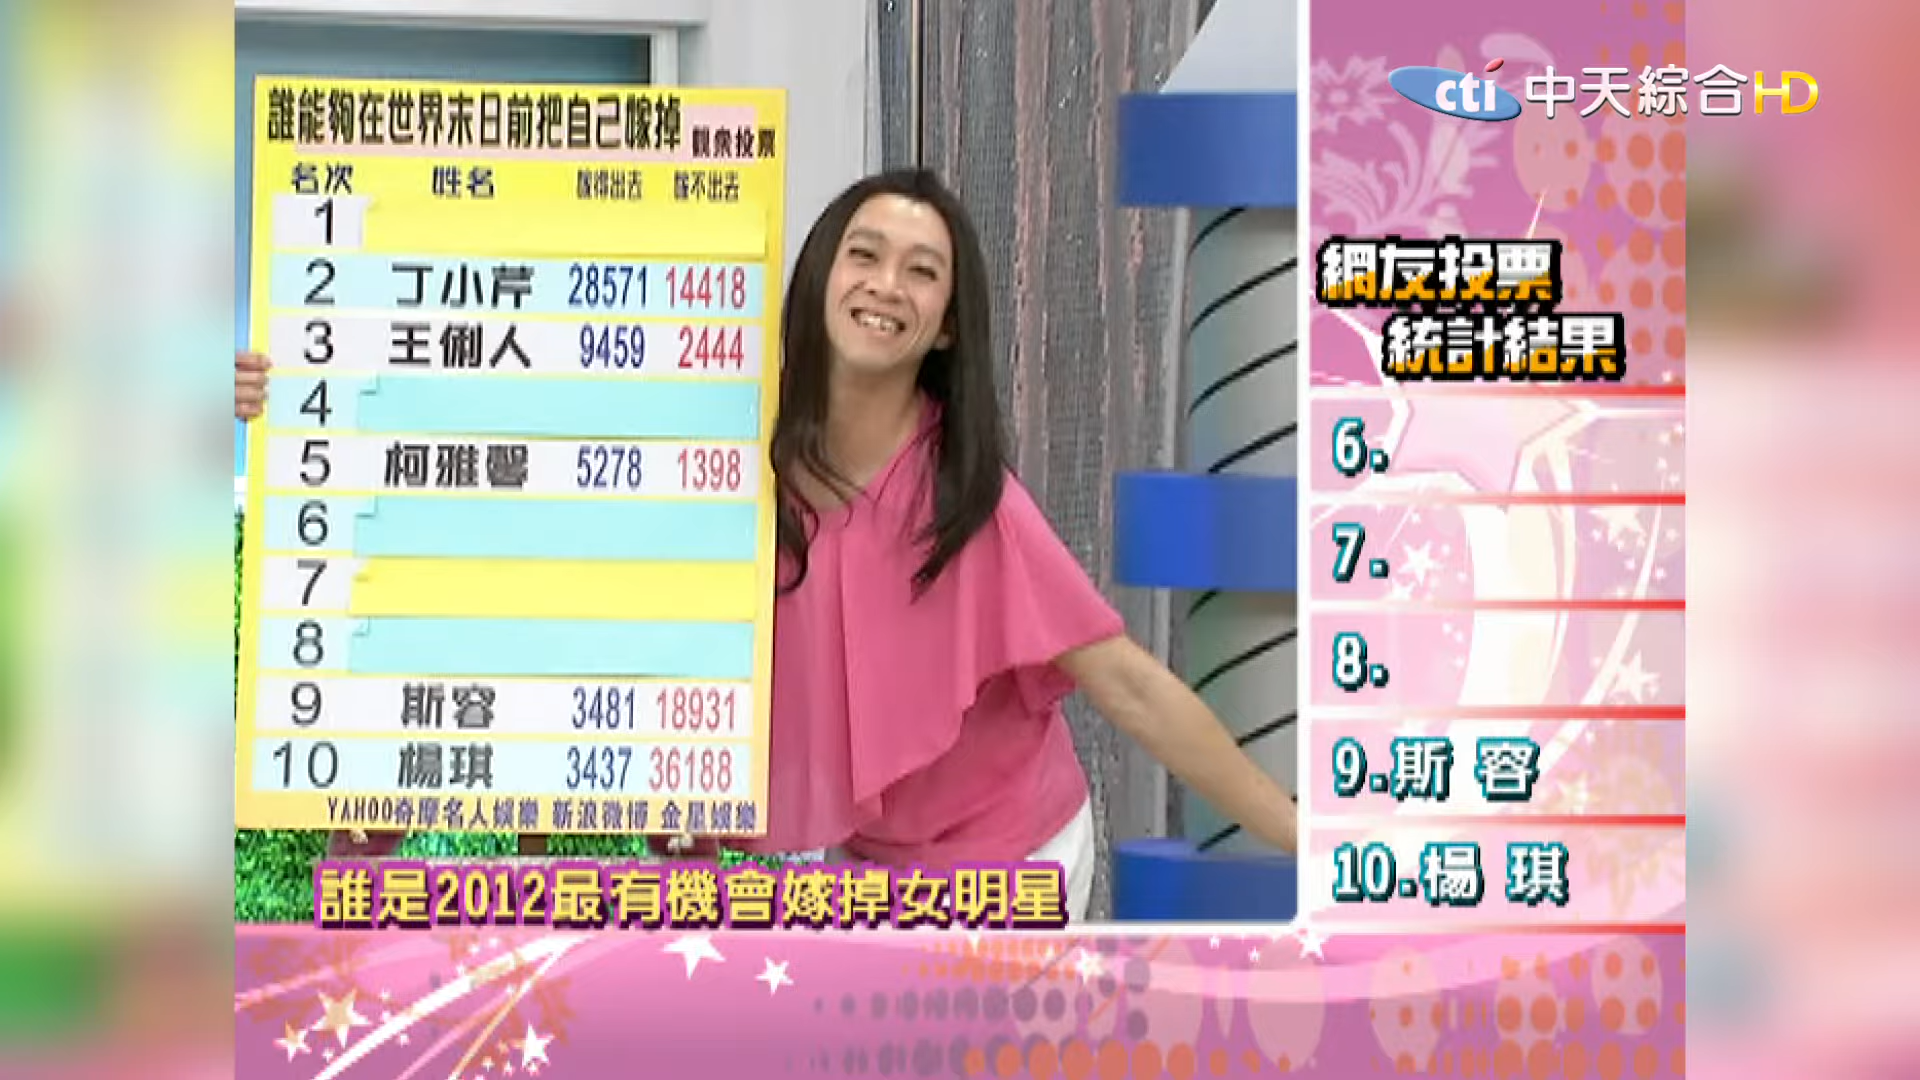 誰能夠在世界末日前把自己嫁掉 觀眾投票
名次 姓名 嫁得出去 嫁不出去
1
2 丁小芹 28571 14418
3 王俐人 9459 2444
4
5 柯雅馨 5278 1398
6
7
8
9 斯容 3481 18931
10 楊琪 3437 36188
YAHOO奇摩名人娛樂 新浪微博 金星娛樂
誰是2012最有機會嫁掉女明星
cti 中天綜合HD
網友投票
統計結果
6.
7.
8.
9.斯 容
10.楊 琪